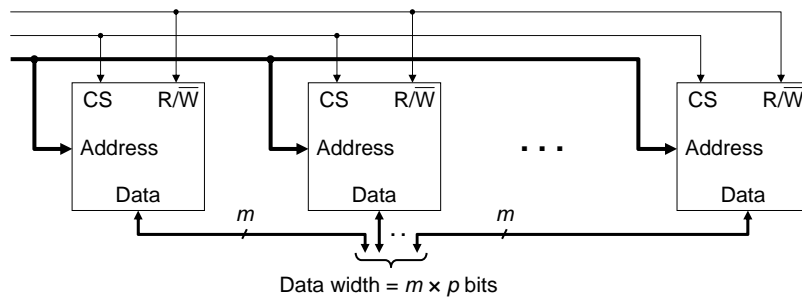 CS R/W̅
CS R/W̅
CS R/W̅
Address
Address
. . .
Address
Data
Data
Data
m
. .
m
Data width = m × p bits